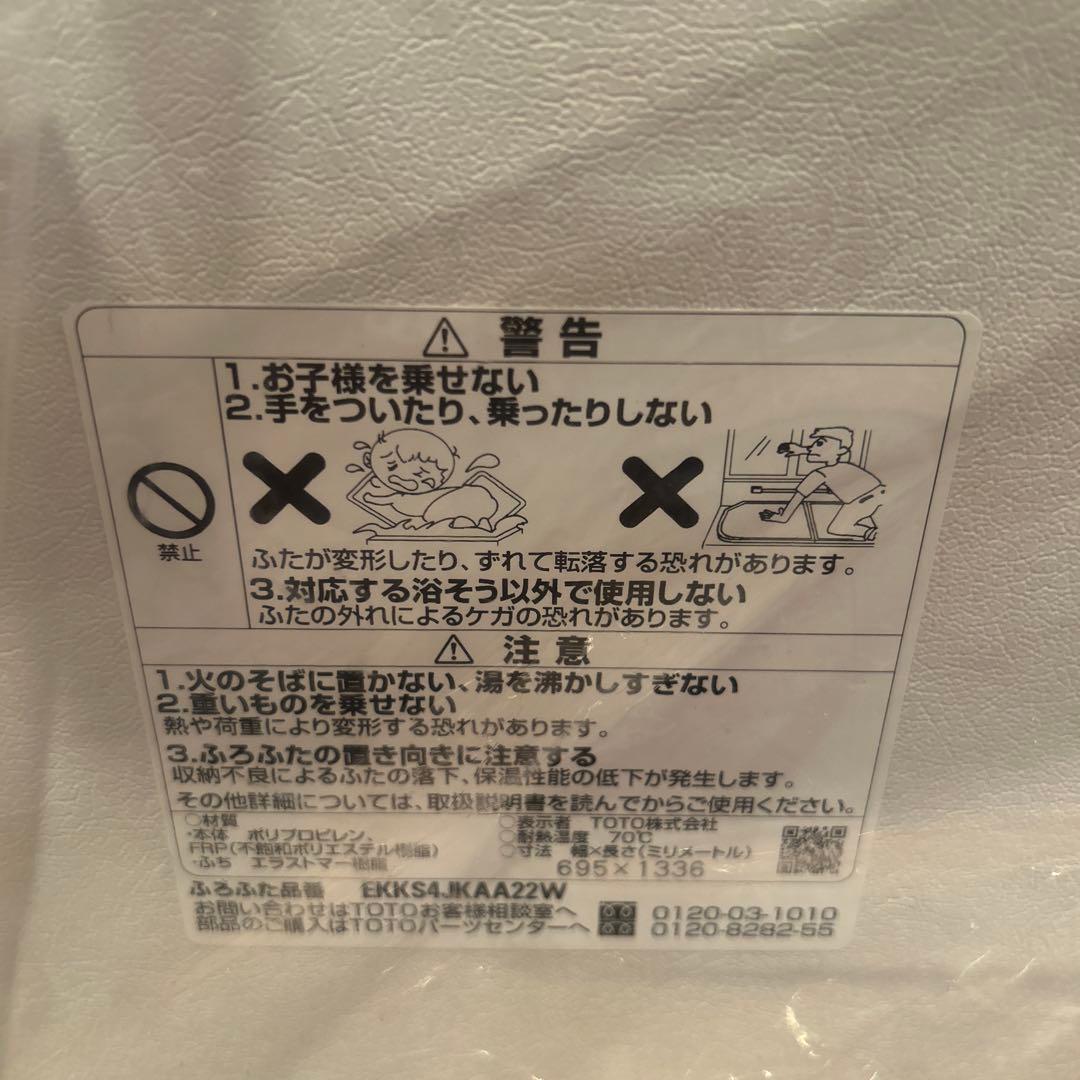 警告
1.お子様を乗せない
2.手をついたり、乗ったりしない
禁止
ふたが変形したり、ずれて転落する恐れがあります。
3.対応する浴そう以外で使用しない
ふたの外れによるケガの恐れがあります。
注意
1.火のそばに置かない、湯を沸かしすぎない
2.重いものを乗せない
熱や荷重により変形する恐れがあります。
3.ふろふたの置き向きに注意する
収納不良によるふたの落下、保温性能の低下が発生します。
その他詳細については、取扱説明書を読んでからご使用ください。
○材質
・本体 ポリプロピレン、
FRP(不飽和ポリエステル樹脂)
・ふち エラストマー樹脂
○表示者 TOTO株式会社
○耐熱温度 70℃
○寸法 幅×長さ(ミリメートル)
695×1336
ふろふた品番 EKKS4JKAA22W
お問い合わせはTOTOお客様相談室へ 0120-03-1010
部品のご購入はTOTOパーツセンターへ 0120-8282-55